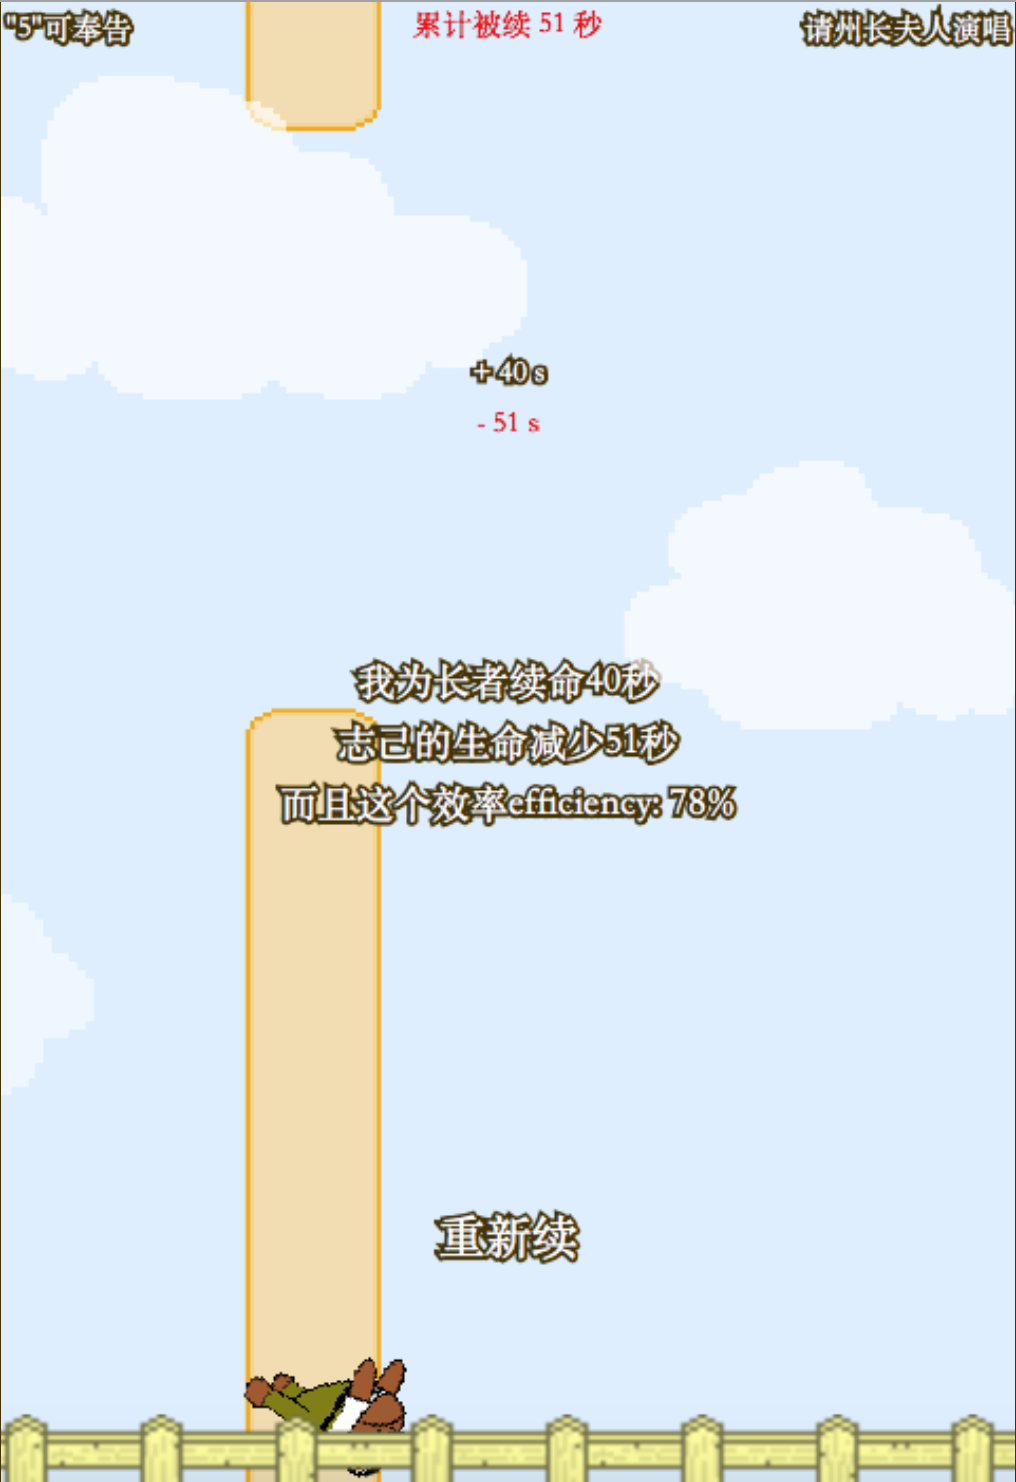 "5"可奉告
累计被续 51 秒
请州长夫人演唱
+ 40 s
- 51 s
我为长者续命40秒
志己的生命减少51秒
而且这个效率efficiency: 78%
重新续